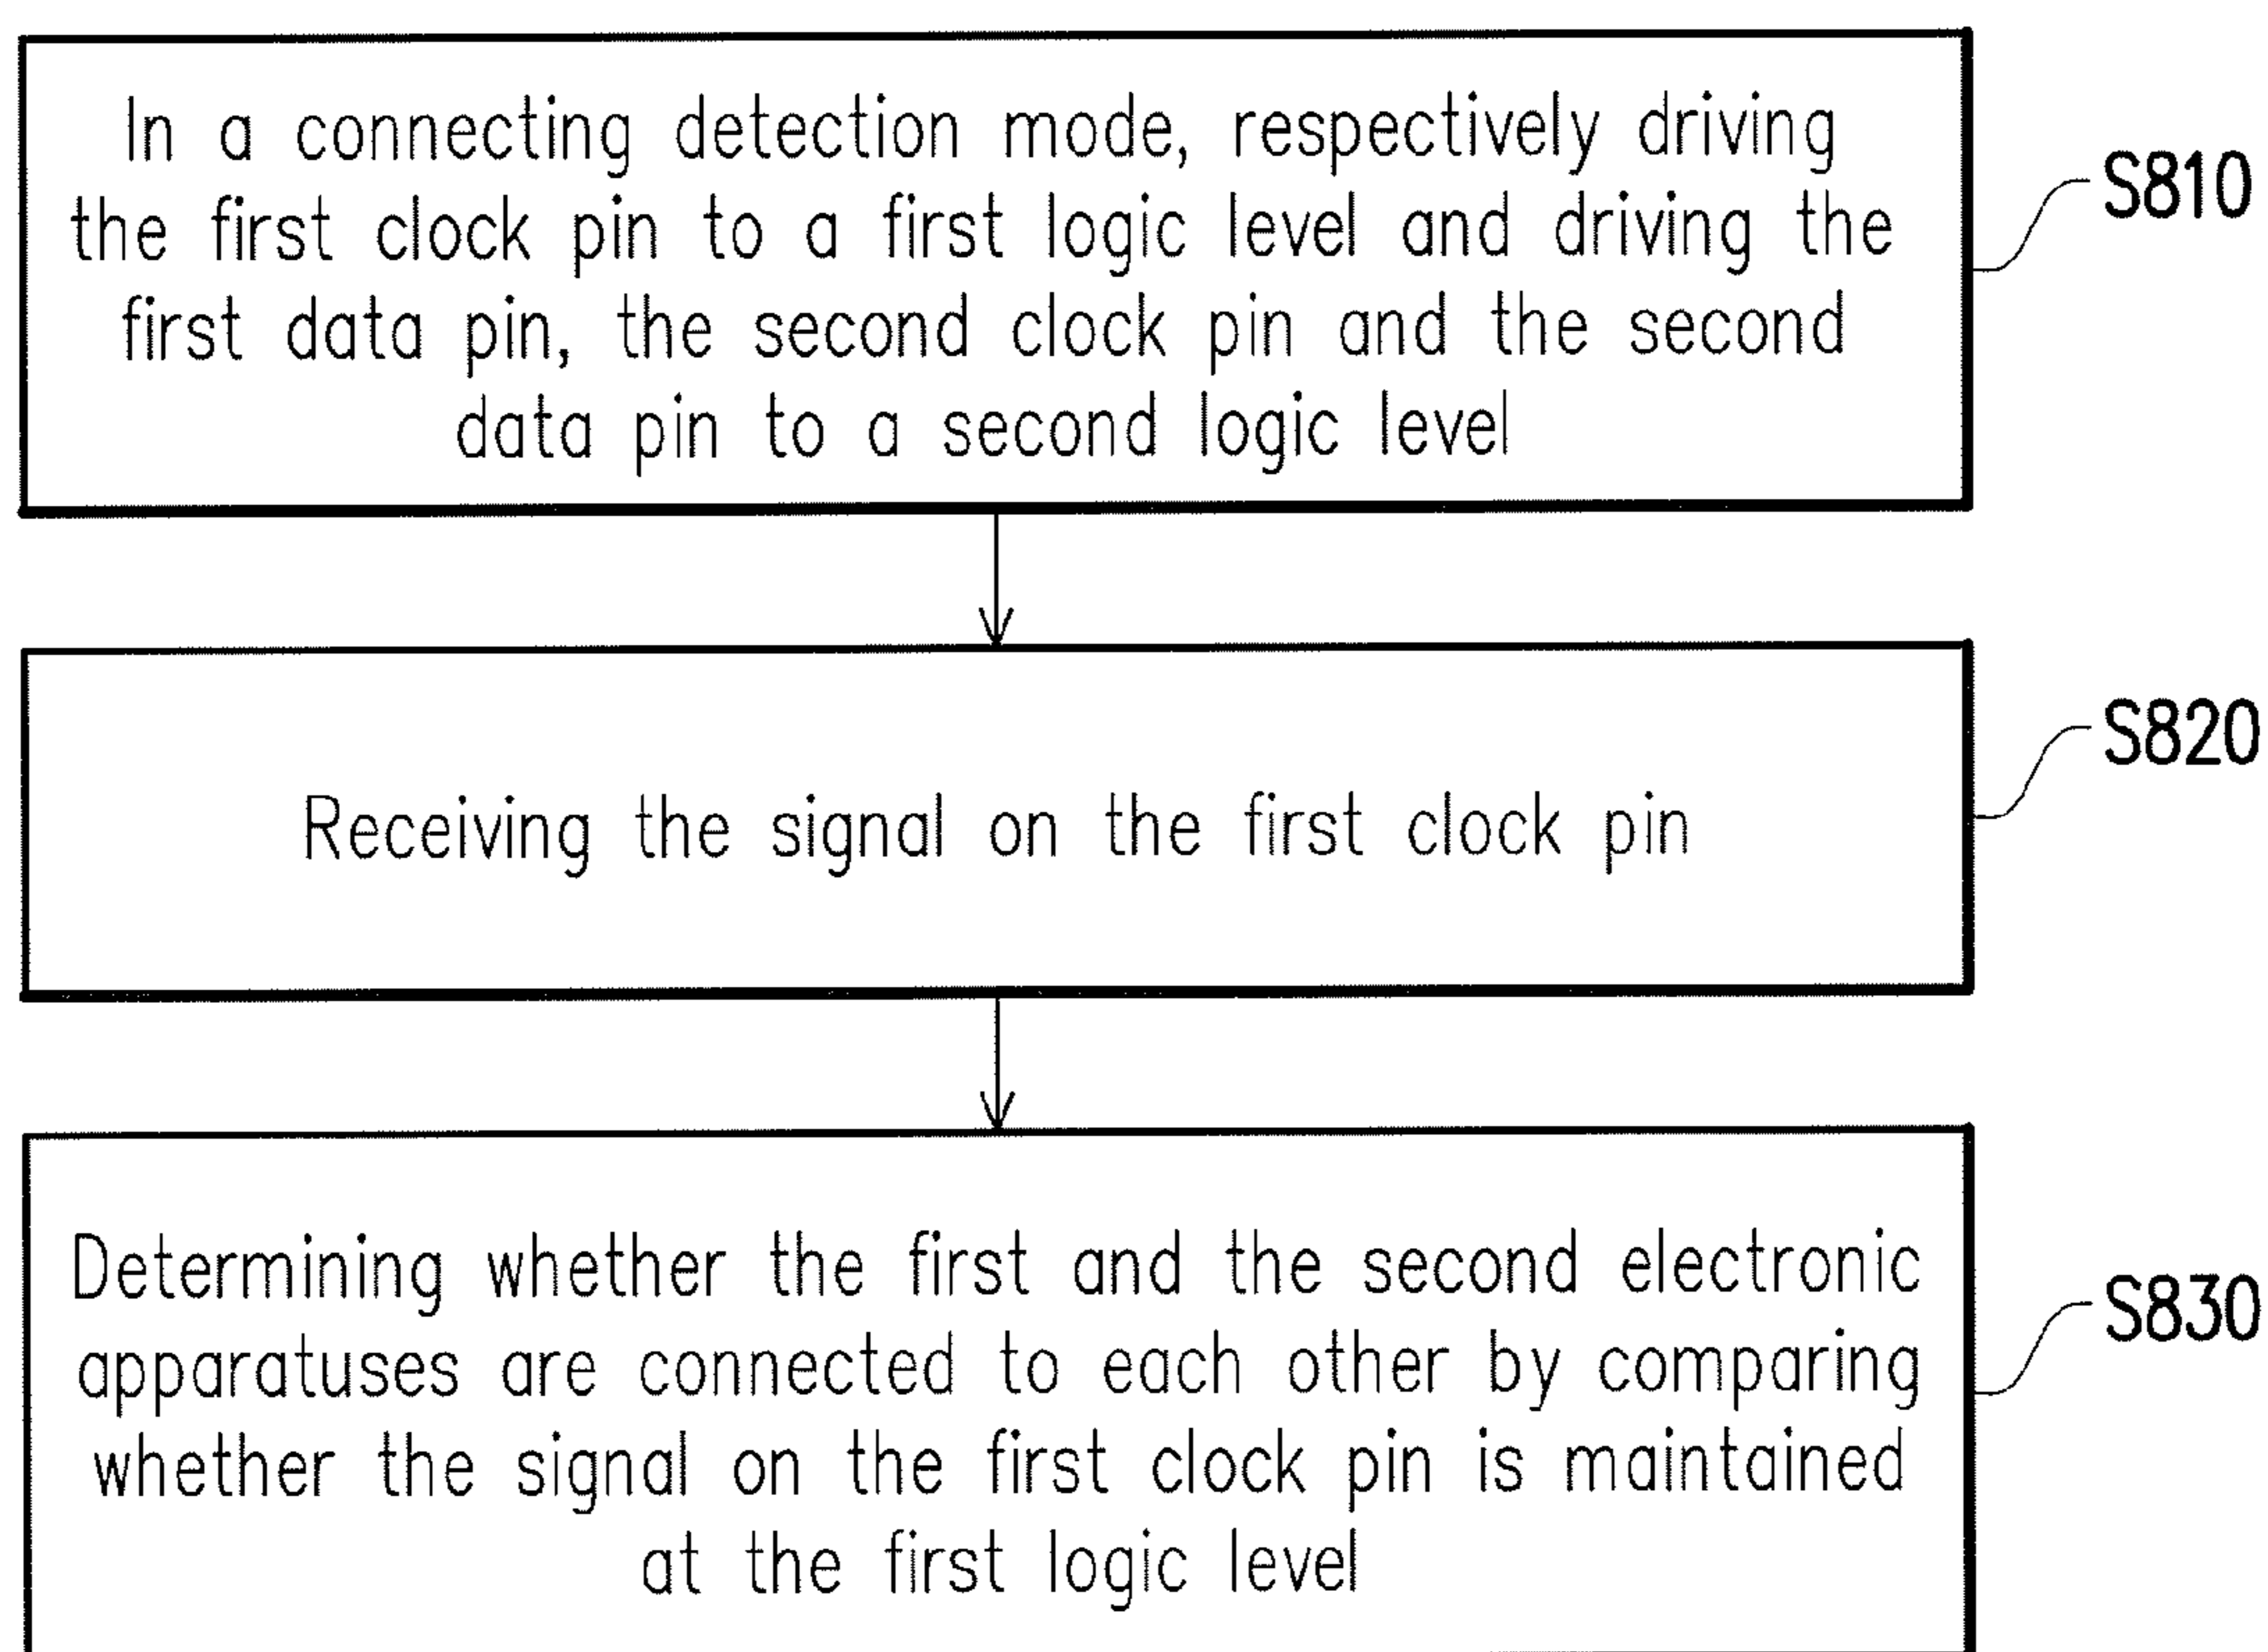 In a connecting detection mode, respectively driving
the first clock pin to a first logic level and driving the
first data pin, the second clock pin and the second
data pin to a second logic level
S810
Receiving the signal on the first clock pin
S820
Determining whether the first and the second electronic
apparatuses are connected to each other by comparing
whether the signal on the first clock pin is maintained
at the first logic level
S830